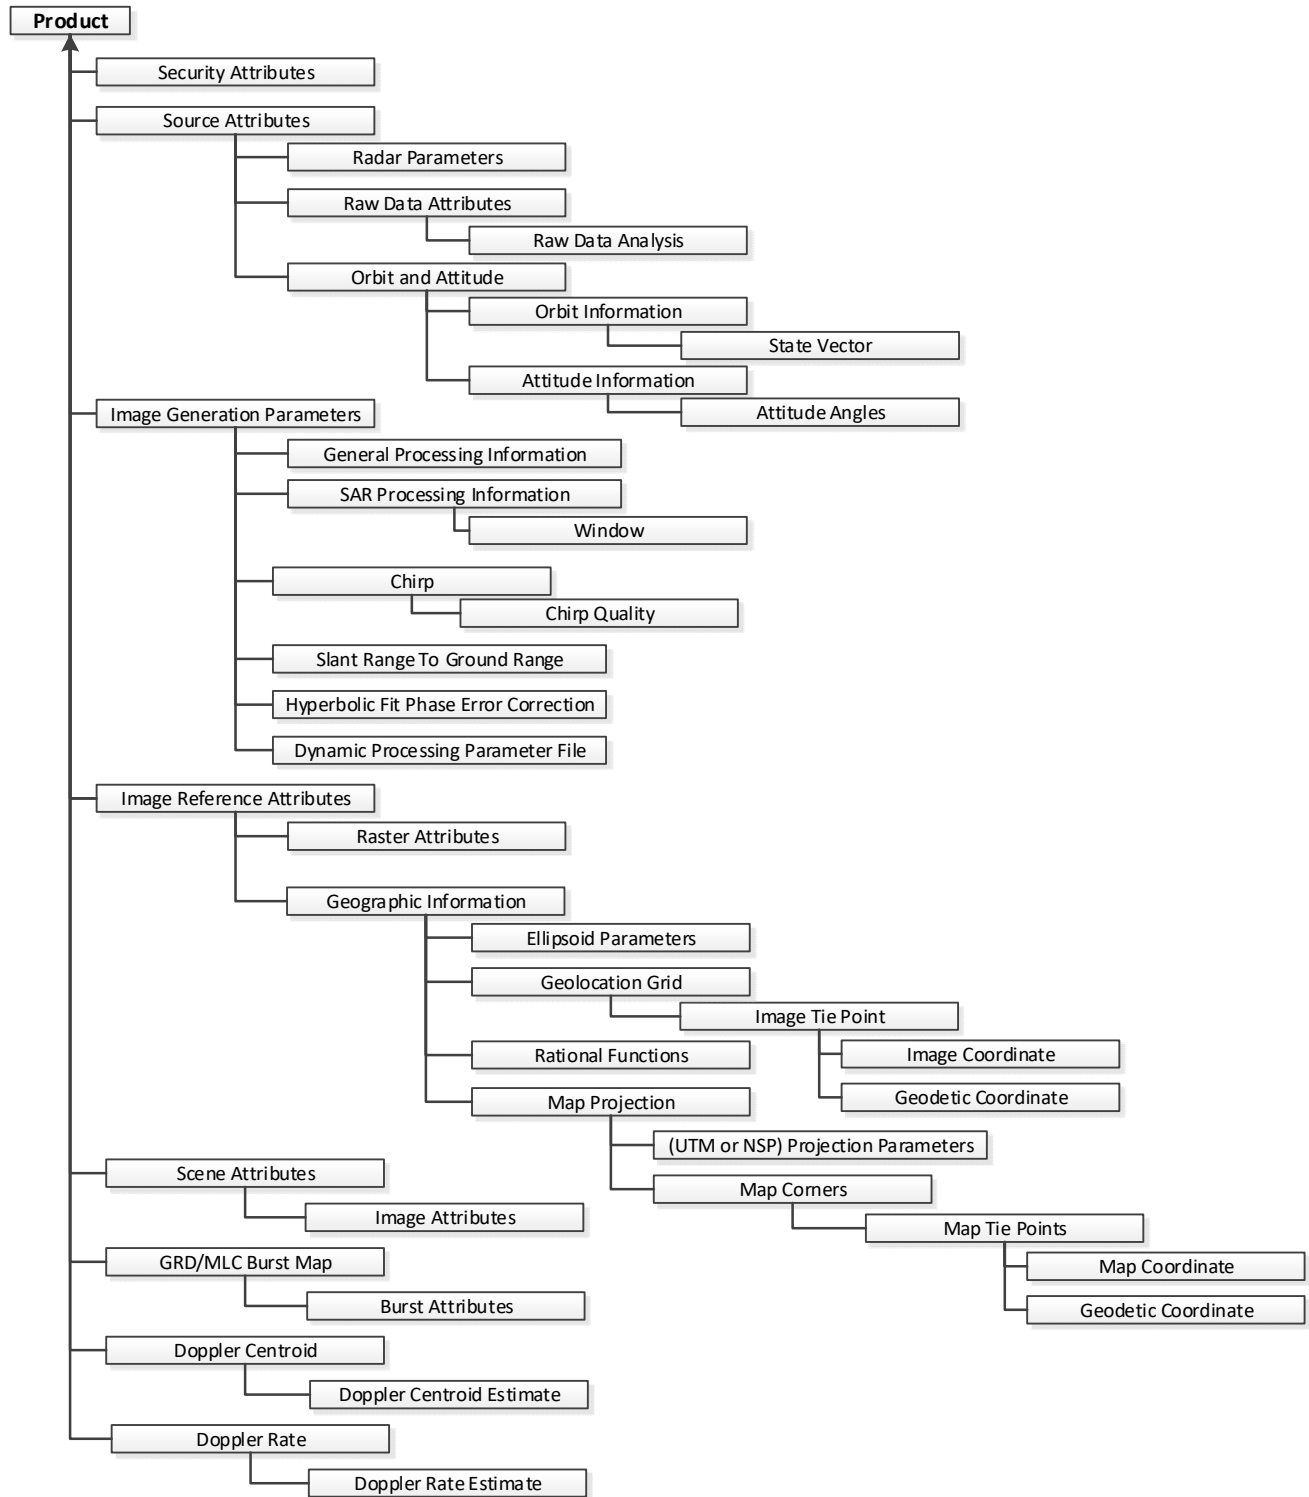 Product
Security Attributes
Source Attributes
Radar Parameters
Raw Data Attributes
Raw Data Analysis
Orbit and Attitude
Orbit Information
State Vector
Attitude Information
Attitude Angles
Image Generation Parameters
General Processing Information
SAR Processing Information
Window
Chirp
Chirp Quality
Slant Range To Ground Range
Hyperbolic Fit Phase Error Correction
Dynamic Processing Parameter File
Image Reference Attributes
Raster Attributes
Geographic Information
Ellipsoid Parameters
Geolocation Grid
Image Tie Point
Image Coordinate
Rational Functions
Geodetic Coordinate
Map Projection
(UTM or NSP) Projection Parameters
Scene Attributes
Map Corners
Image Attributes
Map Tie Points
GRD/MLC Burst Map
Map Coordinate
Burst Attributes
Geodetic Coordinate
Doppler Centroid
Doppler Centroid Estimate
Doppler Rate
Doppler Rate Estimate